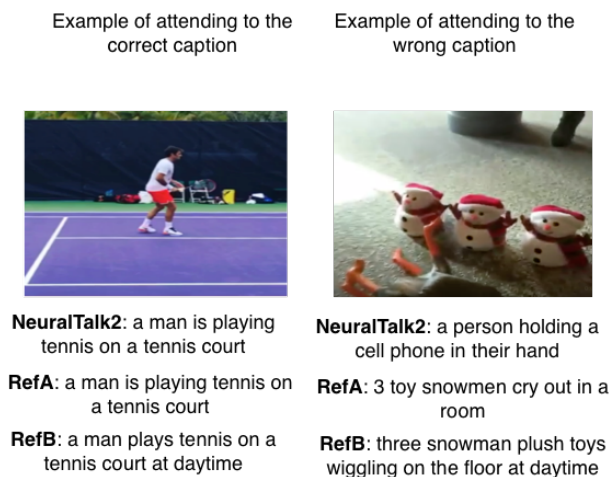 Example of attending to the
correct caption
Example of attending to the
wrong caption
NeuralTalk2: a man is playing
tennis on a tennis court
RefA: a man is playing tennis on
a tennis court
RefB: a man plays tennis on a
tennis court at daytime
NeuralTalk2: a person holding a
cell phone in their hand
RefA: 3 toy snowmen cry out in a
room
RefB: three snowman plush toys
wiggling on the floor at daytime